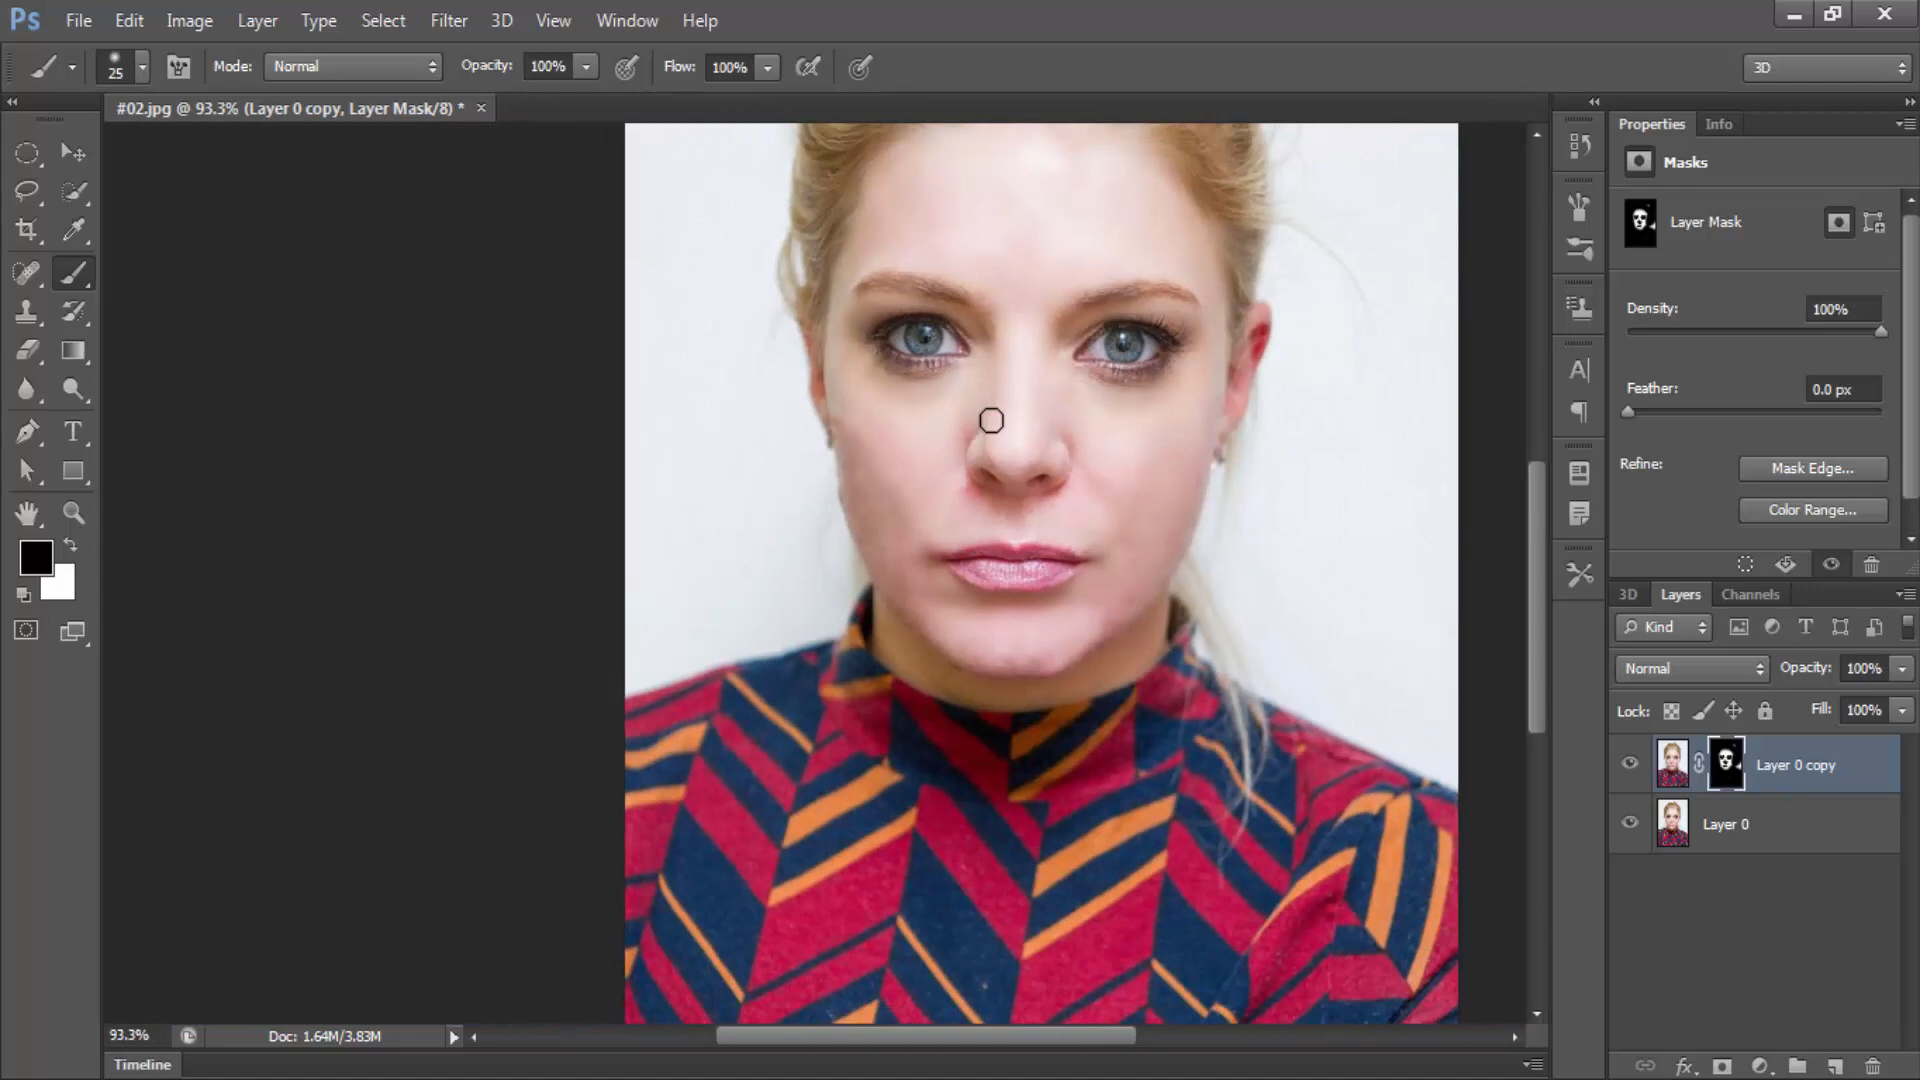 Ps File Edit Image Layer Type Select Filter 3D View Window Help
25 Mode: Normal Opacity: 100% Flow: 100% 3D
#02.jpg @ 93.3% (Layer 0 copy, Layer Mask/8) *
Properties Info
Masks
Layer Mask
Density: 100%
Feather: 0.0 px
Refine: Mask Edge...
Color Range...
3D Layers Channels
Kind
Normal Opacity: 100%
Lock: Fill: 100%
Layer 0 copy
Layer 0
93.3% Doc: 1.64M/3.83M
Timeline